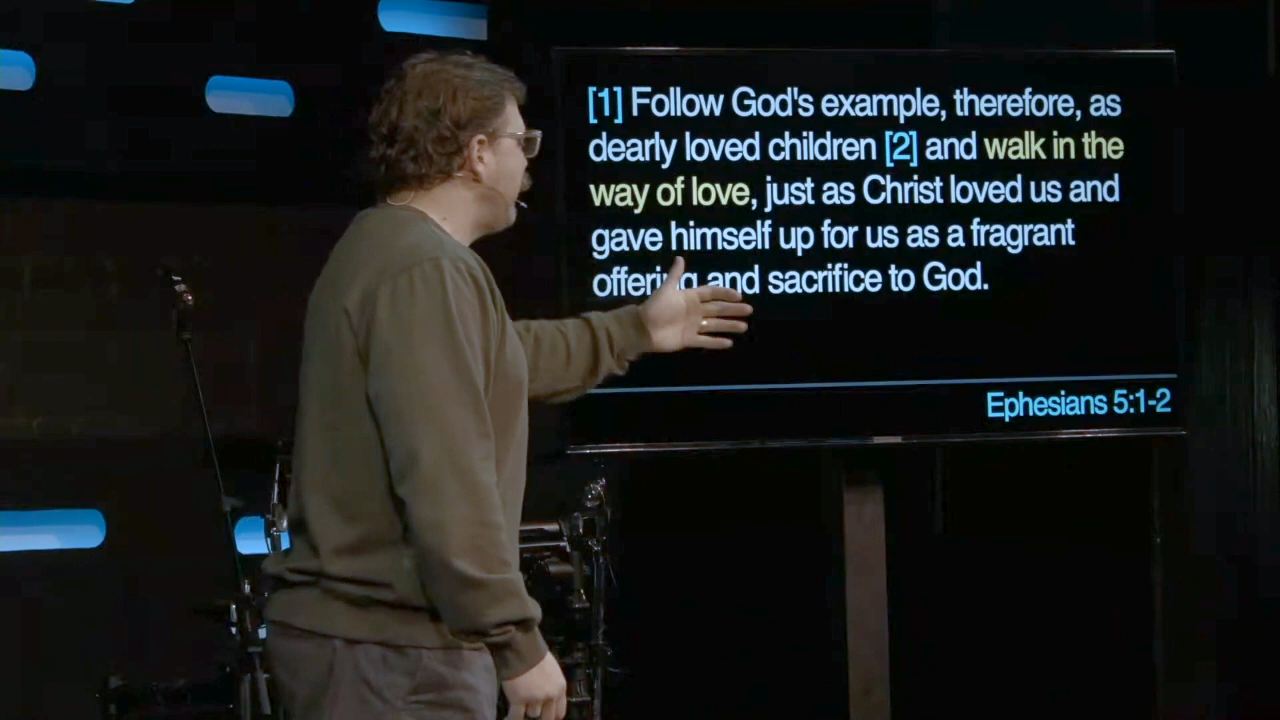 [1] Follow God's example, therefore, as
dearly loved children [2] and walk in the
way of love, just as Christ loved us and
gave himself up for us as a fragrant
offering and sacrifice to God.
Ephesians 5:1-2